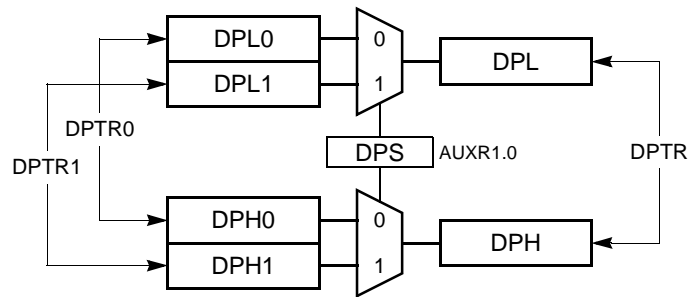 DPL0
0
DPL
DPL1
1
DPTR0
DPS
AUXR1.0
DPTR
DPTR1
DPH0
0
DPH
DPH1
1